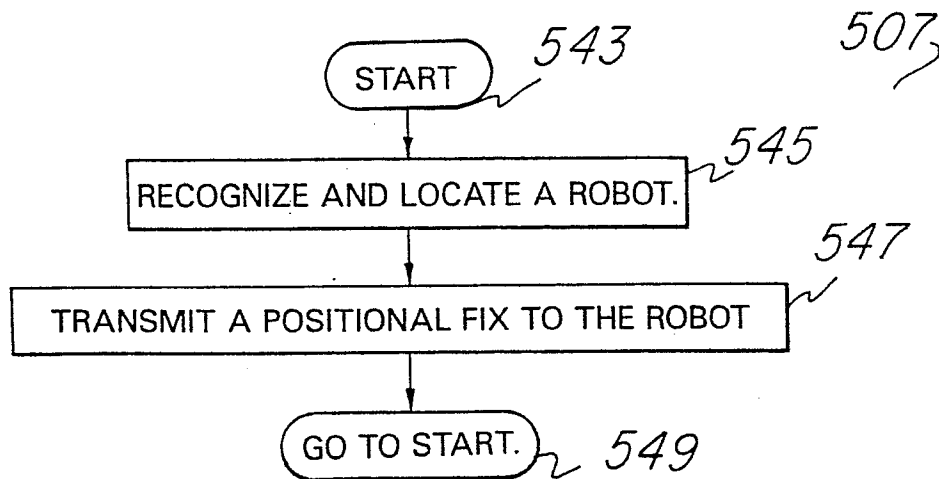 507
START
543
RECOGNIZE AND LOCATE A ROBOT.
545
TRANSMIT A POSITIONAL FIX TO THE ROBOT
547
GO TO START.
549